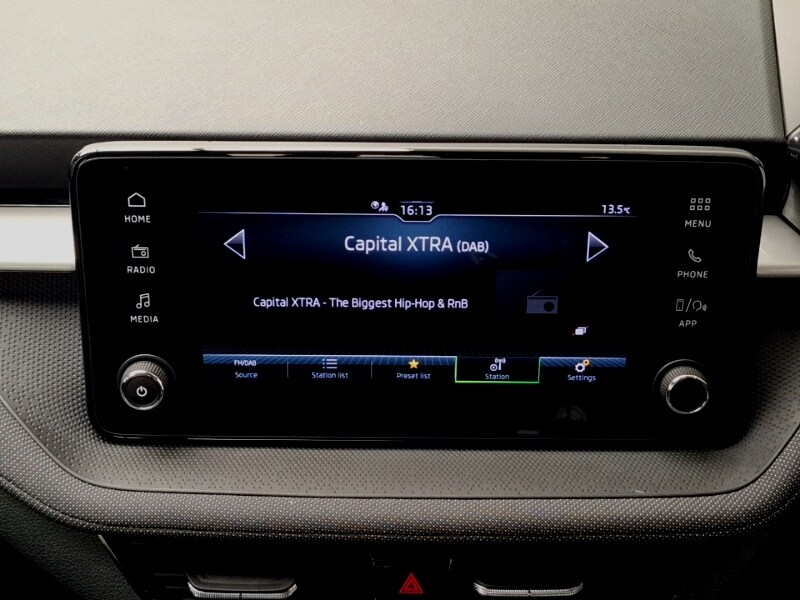 16:13
13.5°C
HOME
MENU
Capital XTRA (DAB)
RADIO
PHONE
Capital XTRA - The Biggest Hip-Hop & RnB
MEDIA
APP
FM/DAB
Source
Station list
Preset list
Station
Settings